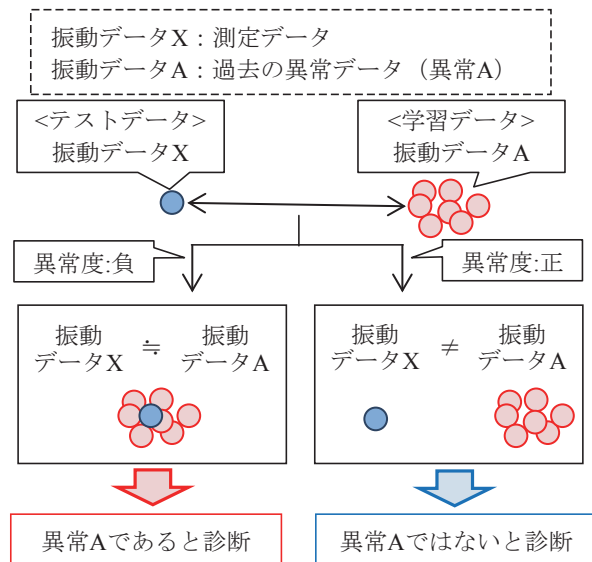 振動データX：測定データ
振動データA：過去の異常データ（異常A）
<テストデータ>
振動データX
<学習データ>
振動データA
異常度:負
異常度:正
振動
データX
≒
振動
データA
振動
データX
≠
振動
データA
異常Aであると診断
異常Aではないと診断